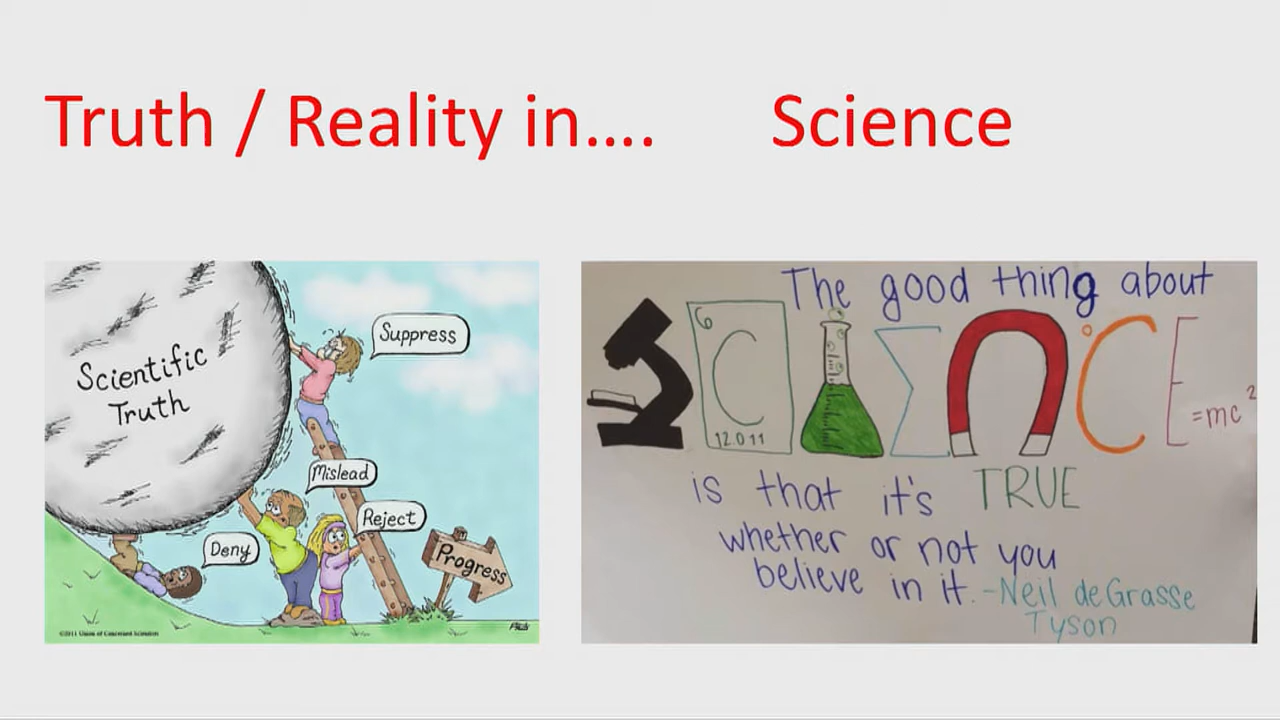 Truth / Reality in.... Science
Scientific
Truth
Suppress
Mislead
Reject
Deny
Progress
©2011 Union of Concerned Scientists
The good thing about
6
C
12.011
Σ
°C
E=mc²
is that it's TRUE
whether or not you
believe in it. -Neil deGrasse
Tyson